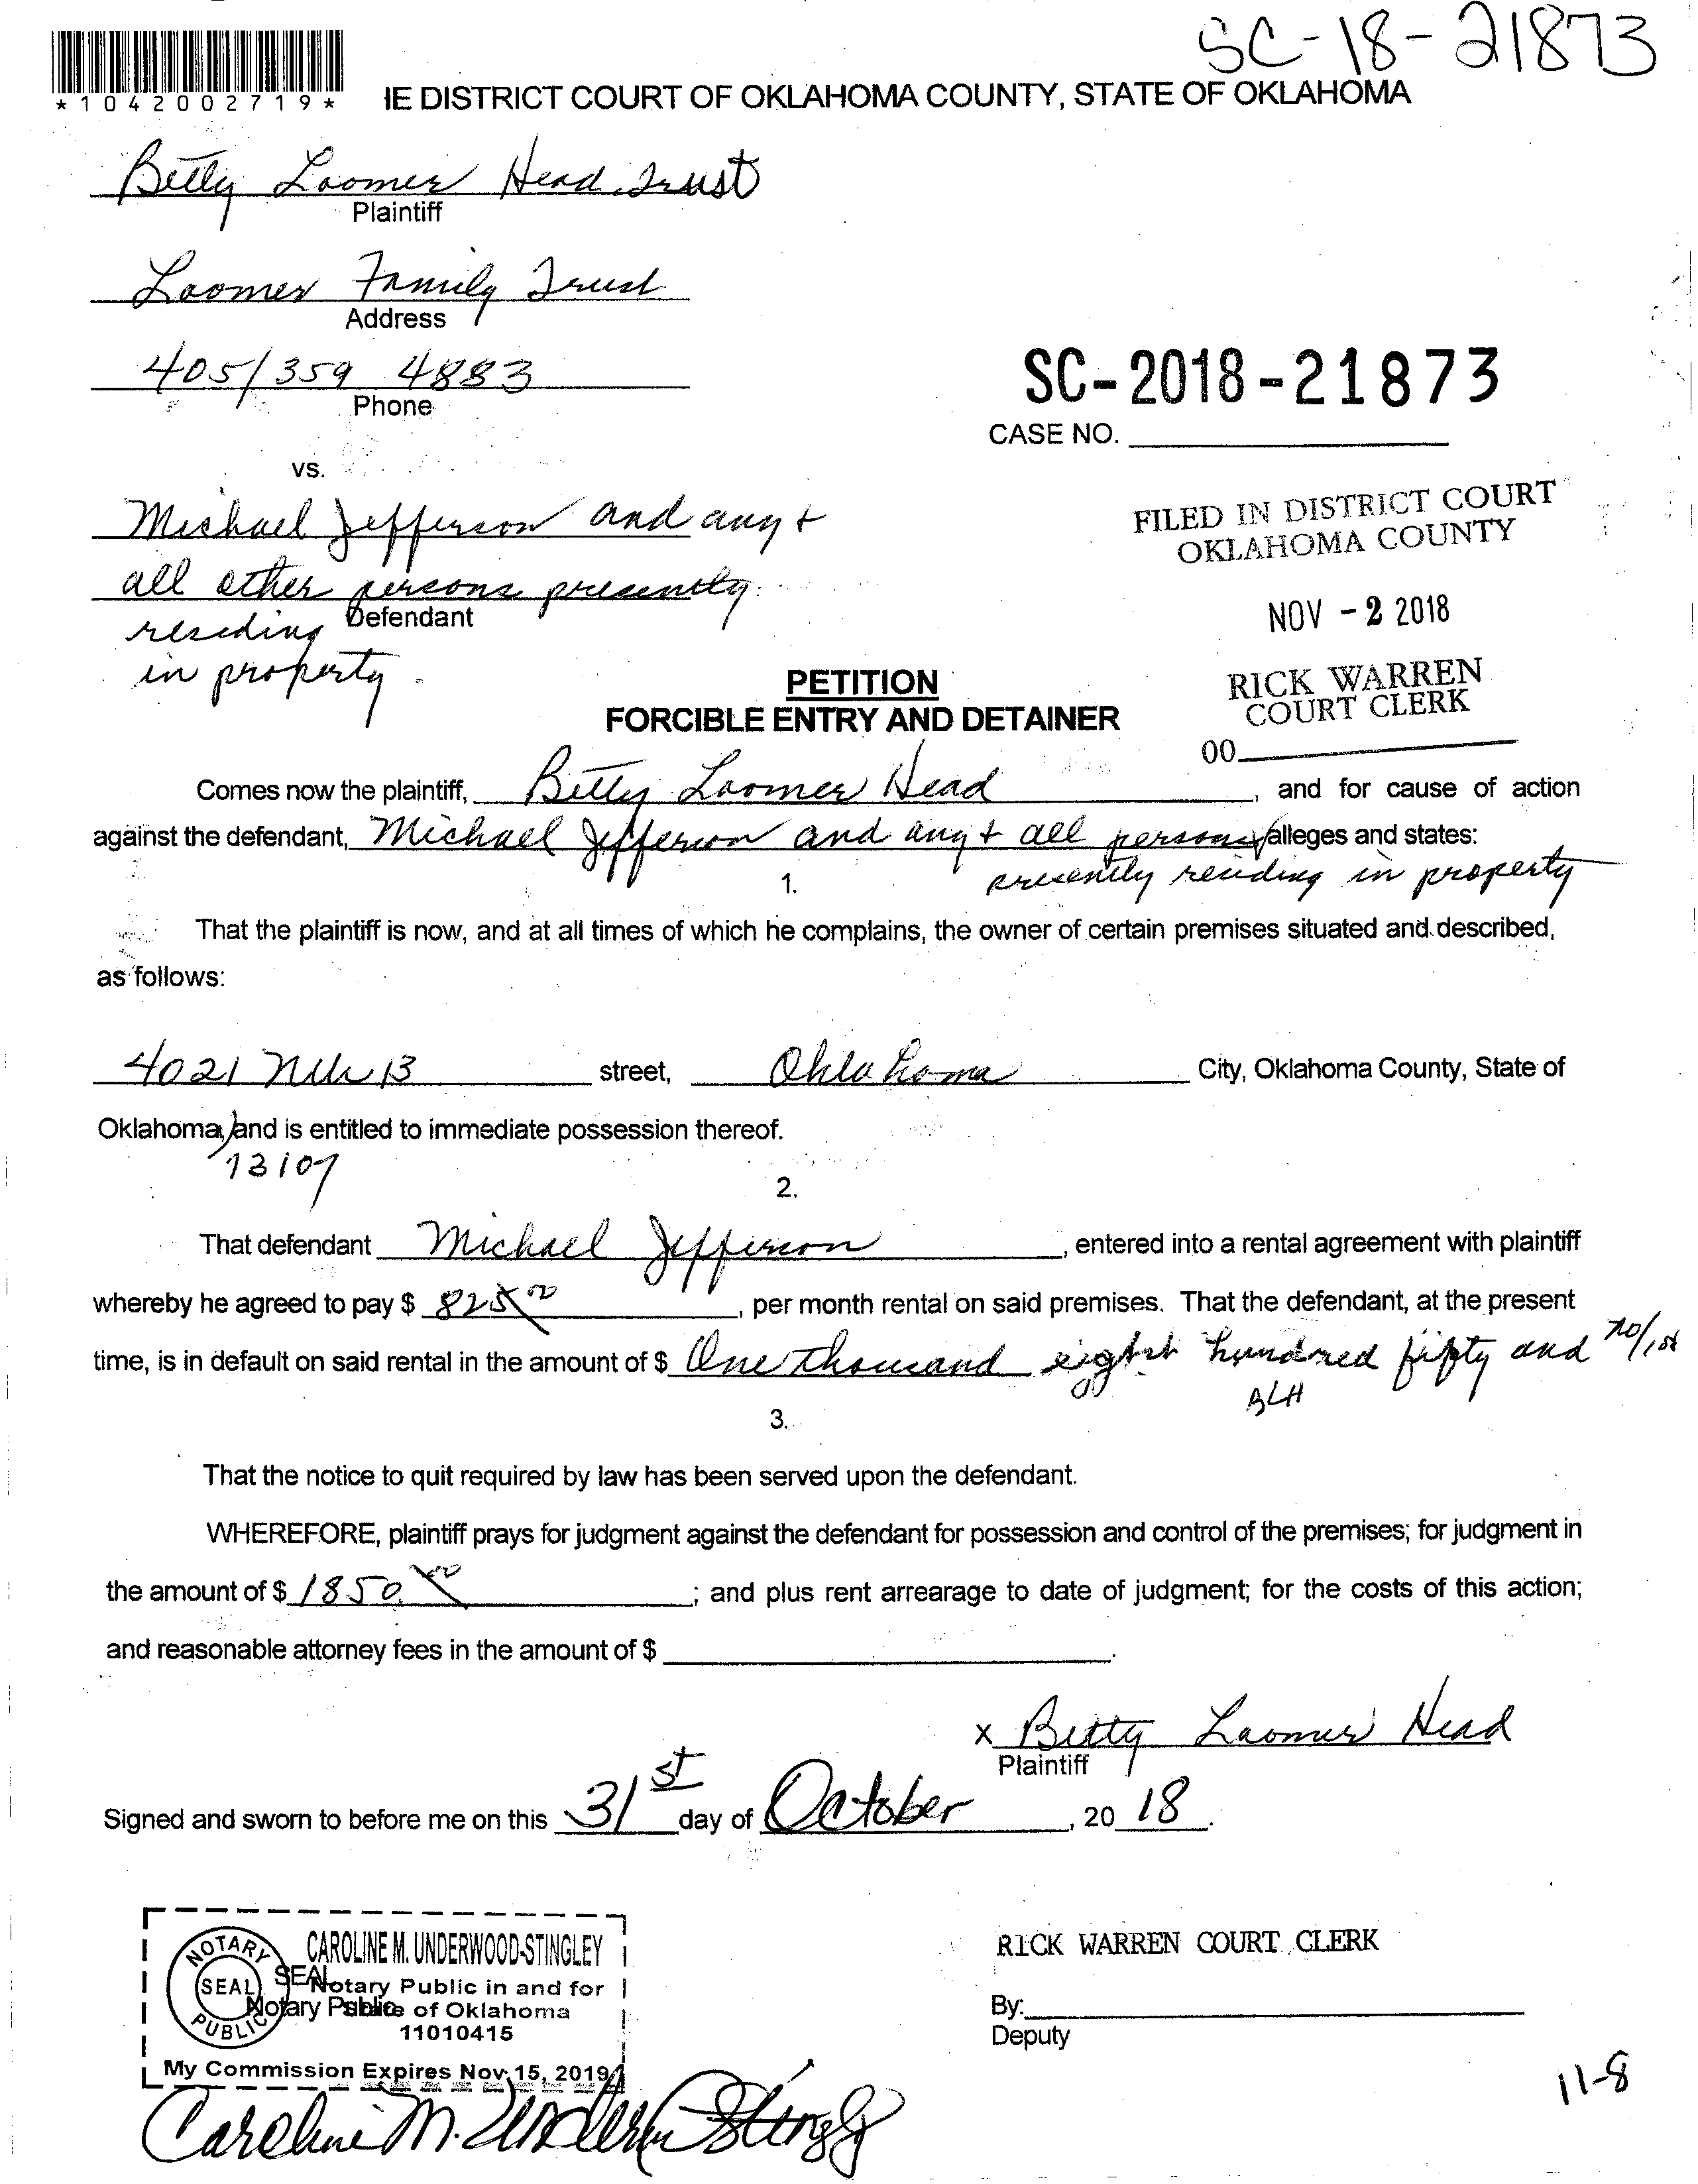 SC-18-21873
*1042002719*
IE DISTRICT COURT OF OKLAHOMA COUNTY, STATE OF OKLAHOMA
Betty Loomer Head Trust
Plaintiff
Loomer Family Trust
Address
405/359 4883
Phone
SC-2018-21873
CASE NO.
vs.
Michael Jefferson and any +
all other persons presently
Defendant
residing
in property.
FILED IN DISTRICT COURT
OKLAHOMA COUNTY
NOV -2 2018
RICK WARREN
COURT CLERK
00
PETITION
FORCIBLE ENTRY AND DETAINER
Comes now the plaintiff, Betty Loomer Head, and for cause of action
against the defendant, Michael Jefferson and any + all persons alleges and states:
presently residing in property
1.
That the plaintiff is now, and at all times of which he complains, the owner of certain premises situated and described,
as follows:
4021 NW 13 street, Oklahoma City, Oklahoma County, State of
Oklahoma, and is entitled to immediate possession thereof.
73107
2.
That defendant Michael Jefferson, entered into a rental agreement with plaintiff
whereby he agreed to pay $ 825 00, per month rental on said premises. That the defendant, at the present
time, is in default on said rental in the amount of $ One thousand eight hundred fifty and no/100
BLH
3.
That the notice to quit required by law has been served upon the defendant.
WHEREFORE, plaintiff prays for judgment against the defendant for possession and control of the premises; for judgment in
the amount of $ 1850.00; and plus rent arrearage to date of judgment; for the costs of this action;
and reasonable attorney fees in the amount of $ .
x Betty Loomer Head
Plaintiff
Signed and sworn to before me on this 31st day of October, 20 18.
NOTARY PUBLIC
SEAL
CAROLINE M. UNDERWOOD-STINGLEY
SEAL
Notary Public in and for
Notary Public
State of Oklahoma
11010415
My Commission Expires Nov 15, 2019
RICK WARREN COURT CLERK
By:
Deputy
11-8